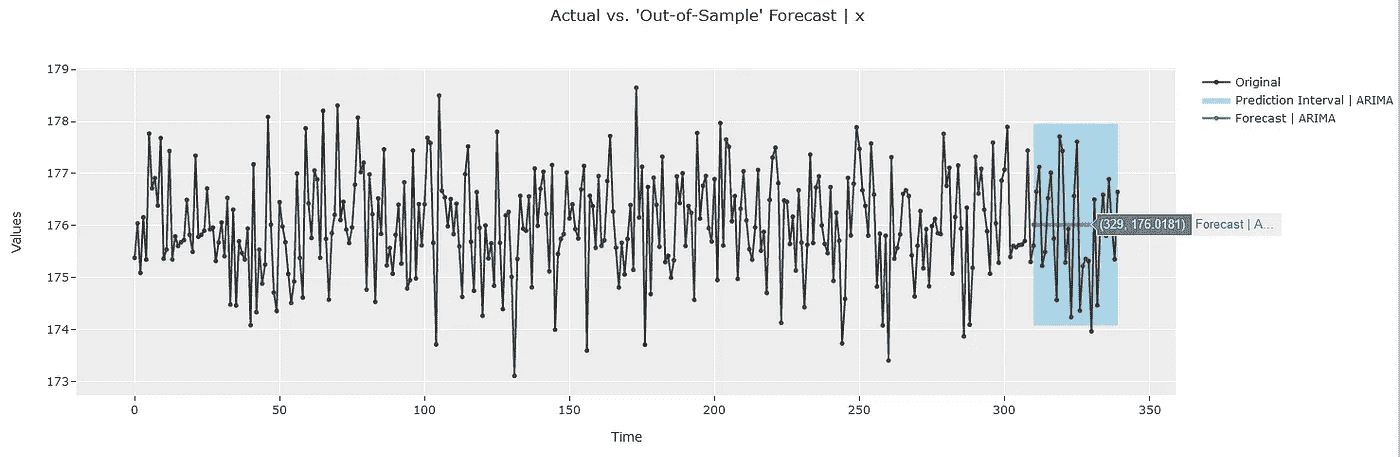 Actual vs. 'Out-of-Sample' Forecast | x
179
178
177
176
175
174
173
Values
0
50
100
150
200
250
300
350
Time
Original
Prediction Interval | ARIMA
Forecast | ARIMA
(329, 176.0181) Forecast | A...